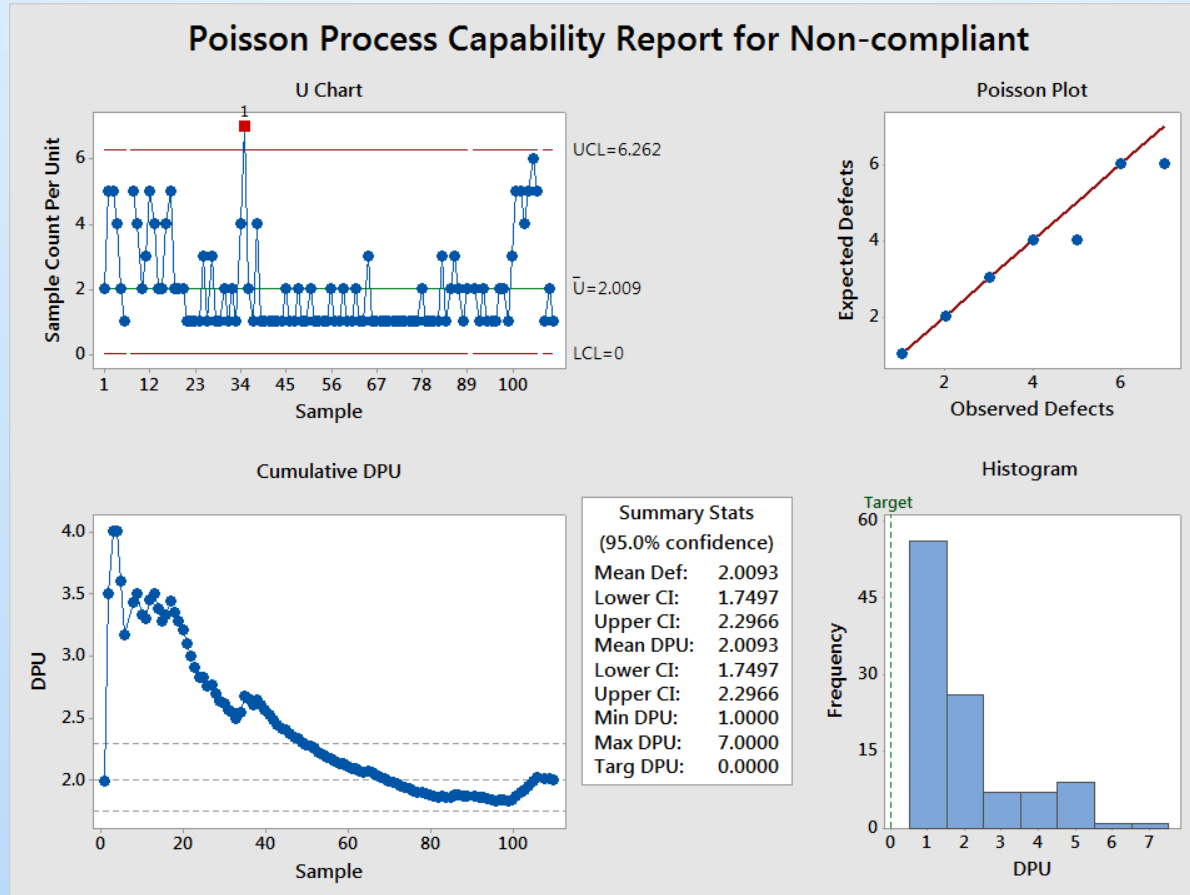 Poisson Process Capability Report for Non-compliant
U Chart
Sample Count Per Unit
6
4
2
0
1
UCL=6.262
U̅=2.009
LCL=0
1 12 23 34 45 56 67 78 89 100
Sample
Poisson Plot
Expected Defects
6
4
2
2 4 6
Observed Defects
Cumulative DPU
DPU
4.0
3.5
3.0
2.5
2.0
0 20 40 60 80 100
Sample
Summary Stats
(95.0% confidence)
Mean Def: 2.0093
Lower CI: 1.7497
Upper CI: 2.2966
Mean DPU: 2.0093
Lower CI: 1.7497
Upper CI: 2.2966
Min DPU: 1.0000
Max DPU: 7.0000
Targ DPU: 0.0000
Histogram
Target
Frequency
60
45
30
15
0
0 1 2 3 4 5 6 7
DPU